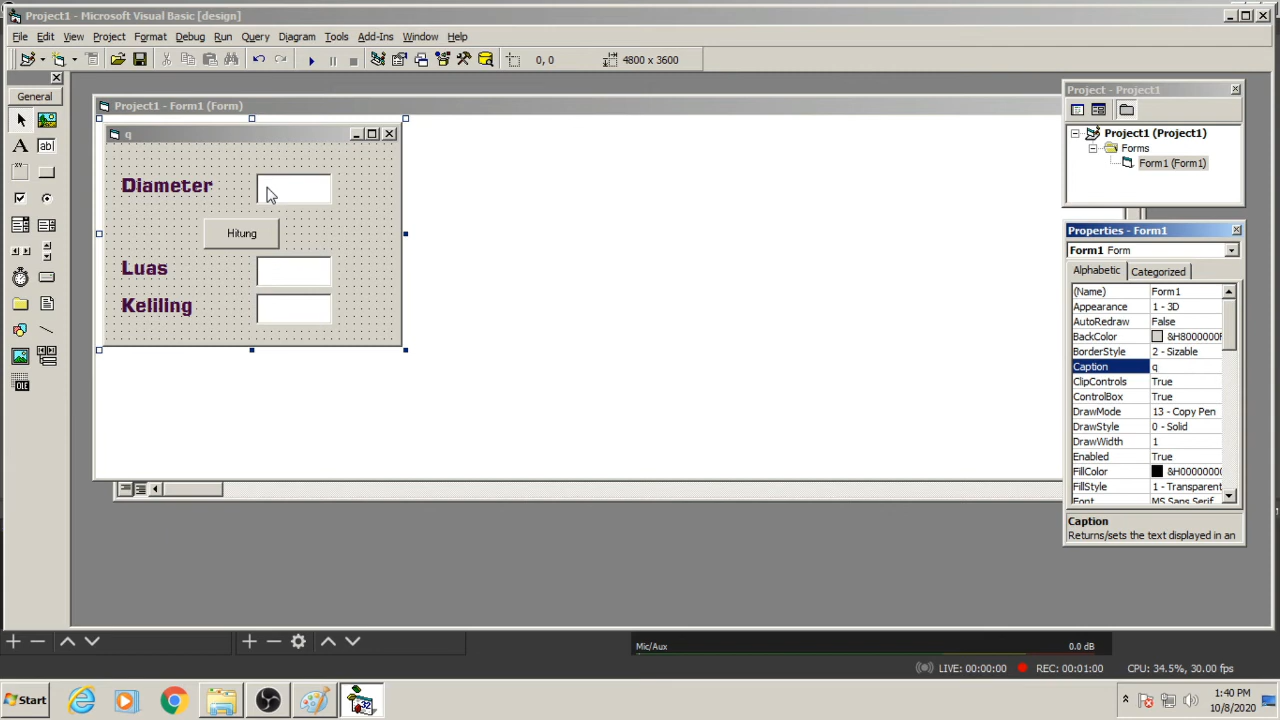 Project1 - Microsoft Visual Basic [design]
File Edit View Project Format Debug Run Query Diagram Tools Add-Ins Window Help
0, 0 4800 x 3600
General
Project1 - Form1 (Form)
q
Diameter
Hitung
Luas
Keliling
Project - Project1
Project1 (Project1)
Forms
Form1 (Form1)
Properties - Form1
Form1 Form
Alphabetic Categorized
(Name) Form1
Appearance 1 - 3D
AutoRedraw False
BackColor &H8000000F
BorderStyle 2 - Sizable
Caption q
ClipControls True
ControlBox True
DrawMode 13 - Copy Pen
DrawStyle 0 - Solid
DrawWidth 1
Enabled True
FillColor &H0000000
FillStyle 1 - Transparent
Font MS Sans Serif
Caption
Returns/sets the text displayed in an
Mic/Aux 0.0 dB
LIVE: 00:00:00 REC: 00:01:00 CPU: 34.5%, 30.00 fps
Start
1:40 PM
10/8/2020